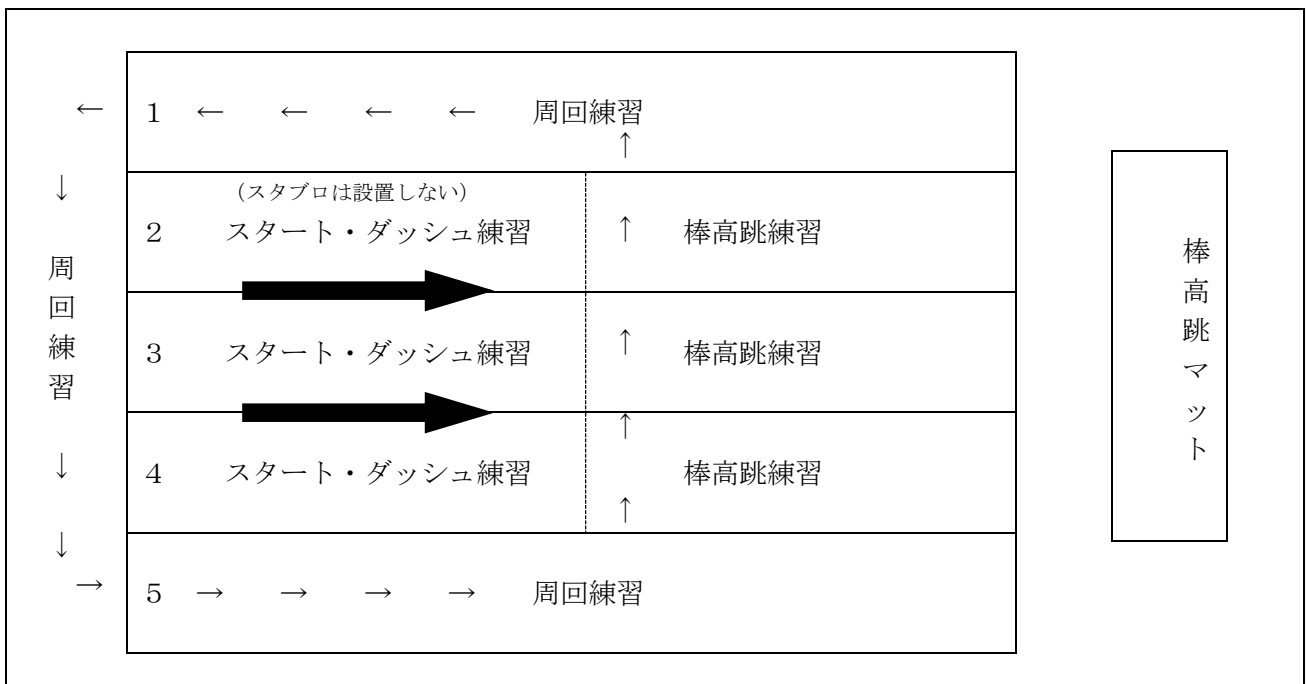 ← 1 ← ← ← ← 周回練習
↑
↓
(スタブロは設置しない)
2 スタート・ダッシュ練習 ↑ 棒高跳練習
周回練習
3 スタート・ダッシュ練習 ↑ 棒高跳練習
↑
↓
4 スタート・ダッシュ練習 棒高跳練習
↑
↓
→ 5 → → → → 周回練習
棒高跳マット